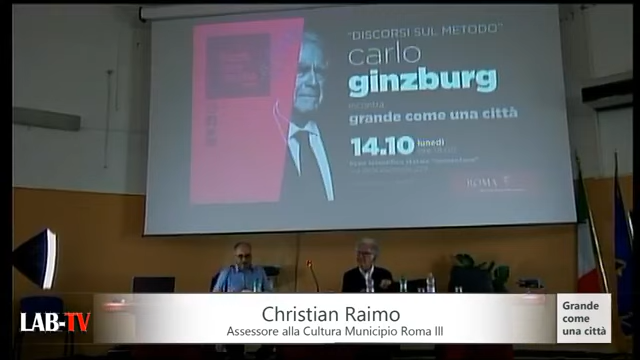 "DISCORSI SUL METODO"
carlo
ginzburg
incontra
grande come una città
14.10 lunedì
ROMA
LAB-TV
Christian Raimo
Assessore alla Cultura Municipio Roma III
Grande
come
una città